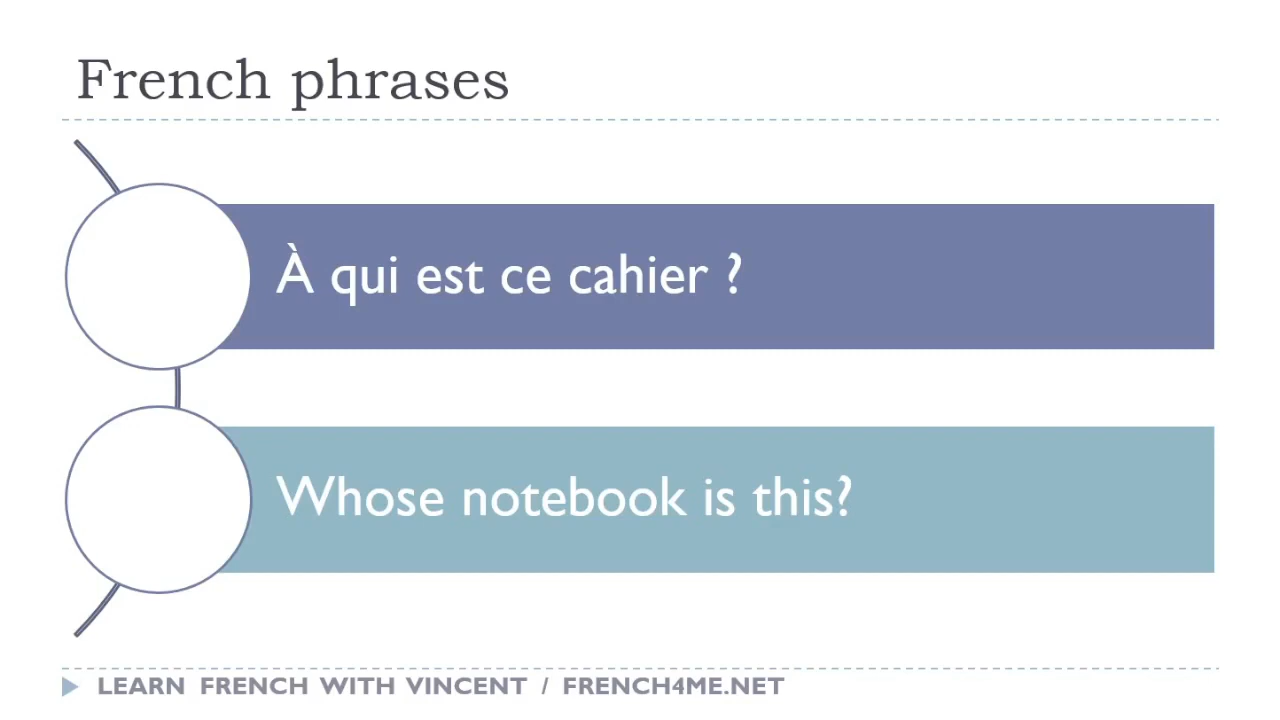 French phrases
À qui est ce cahier ?
Whose notebook is this?
LEARN FRENCH WITH VINCENT / FRENCH4ME.NET